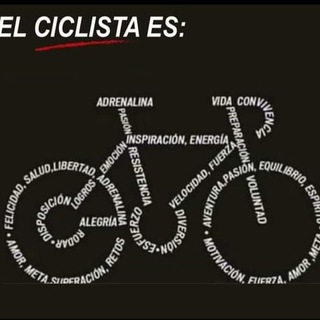 EL CICLISTA ES:
ADRENALINA
VIDA CONVIVENCIA
PASIÓN
PREPARACIÓN
INSPIRACIÓN, ENERGÍA
EMOCIÓN
RESISTENCIA
VELOCIDAD, FUERZA
• FELICIDAD, SALUD, LIBERTAD, ADRENALINA
DISPOSICIÓN
LOGROS
• AVENTURA, PASIÓN, EQUILIBRIO, ESPÍRITU
VOLUNTAD
ALEGRÍA
RODAR •
ESFUERZO
DIVERSIÓN •
• AMOR, META, SUPERACIÓN, RETOS
• MOTIVACIÓN, FUERZA, AMOR, META